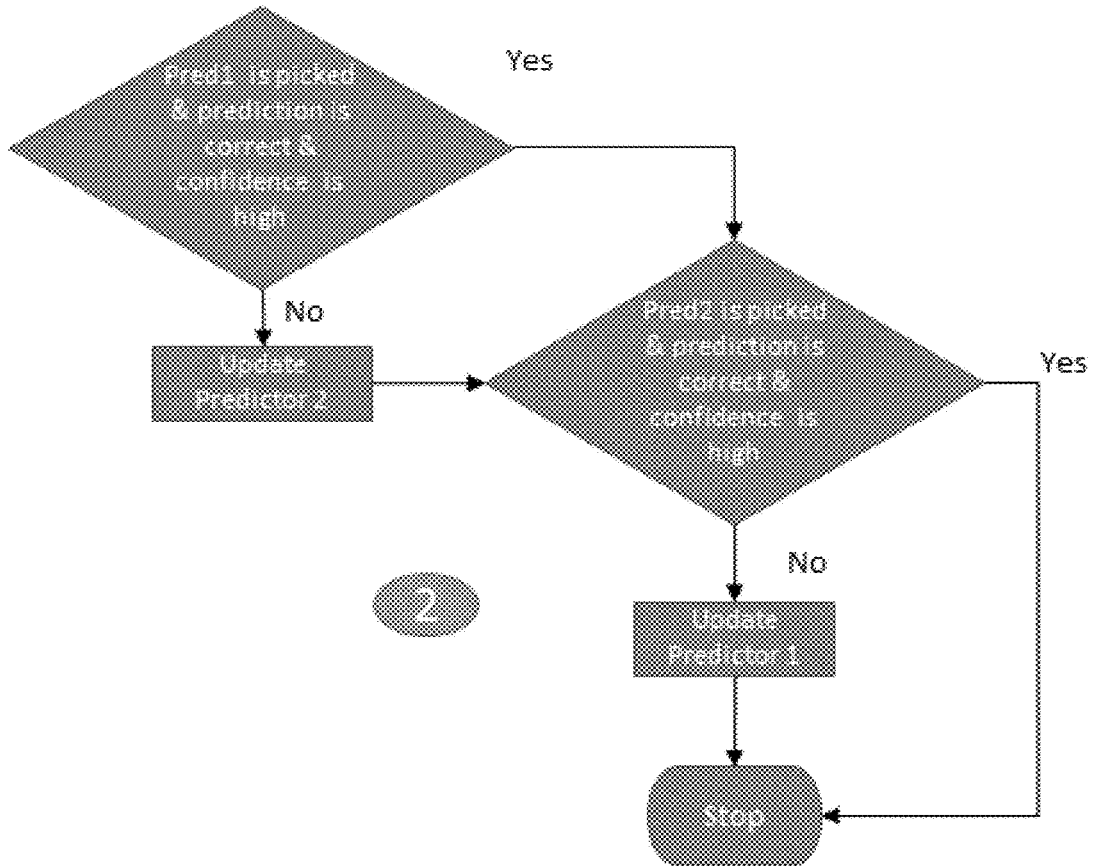 Yes
Pred1 is picked
& prediction is
correct &
confidence is
high
No
Update
Predictor 2
Pred2 is picked
& prediction is
correct &
confidence is
high
Yes
No
2
Update
Predictor 1
Stop